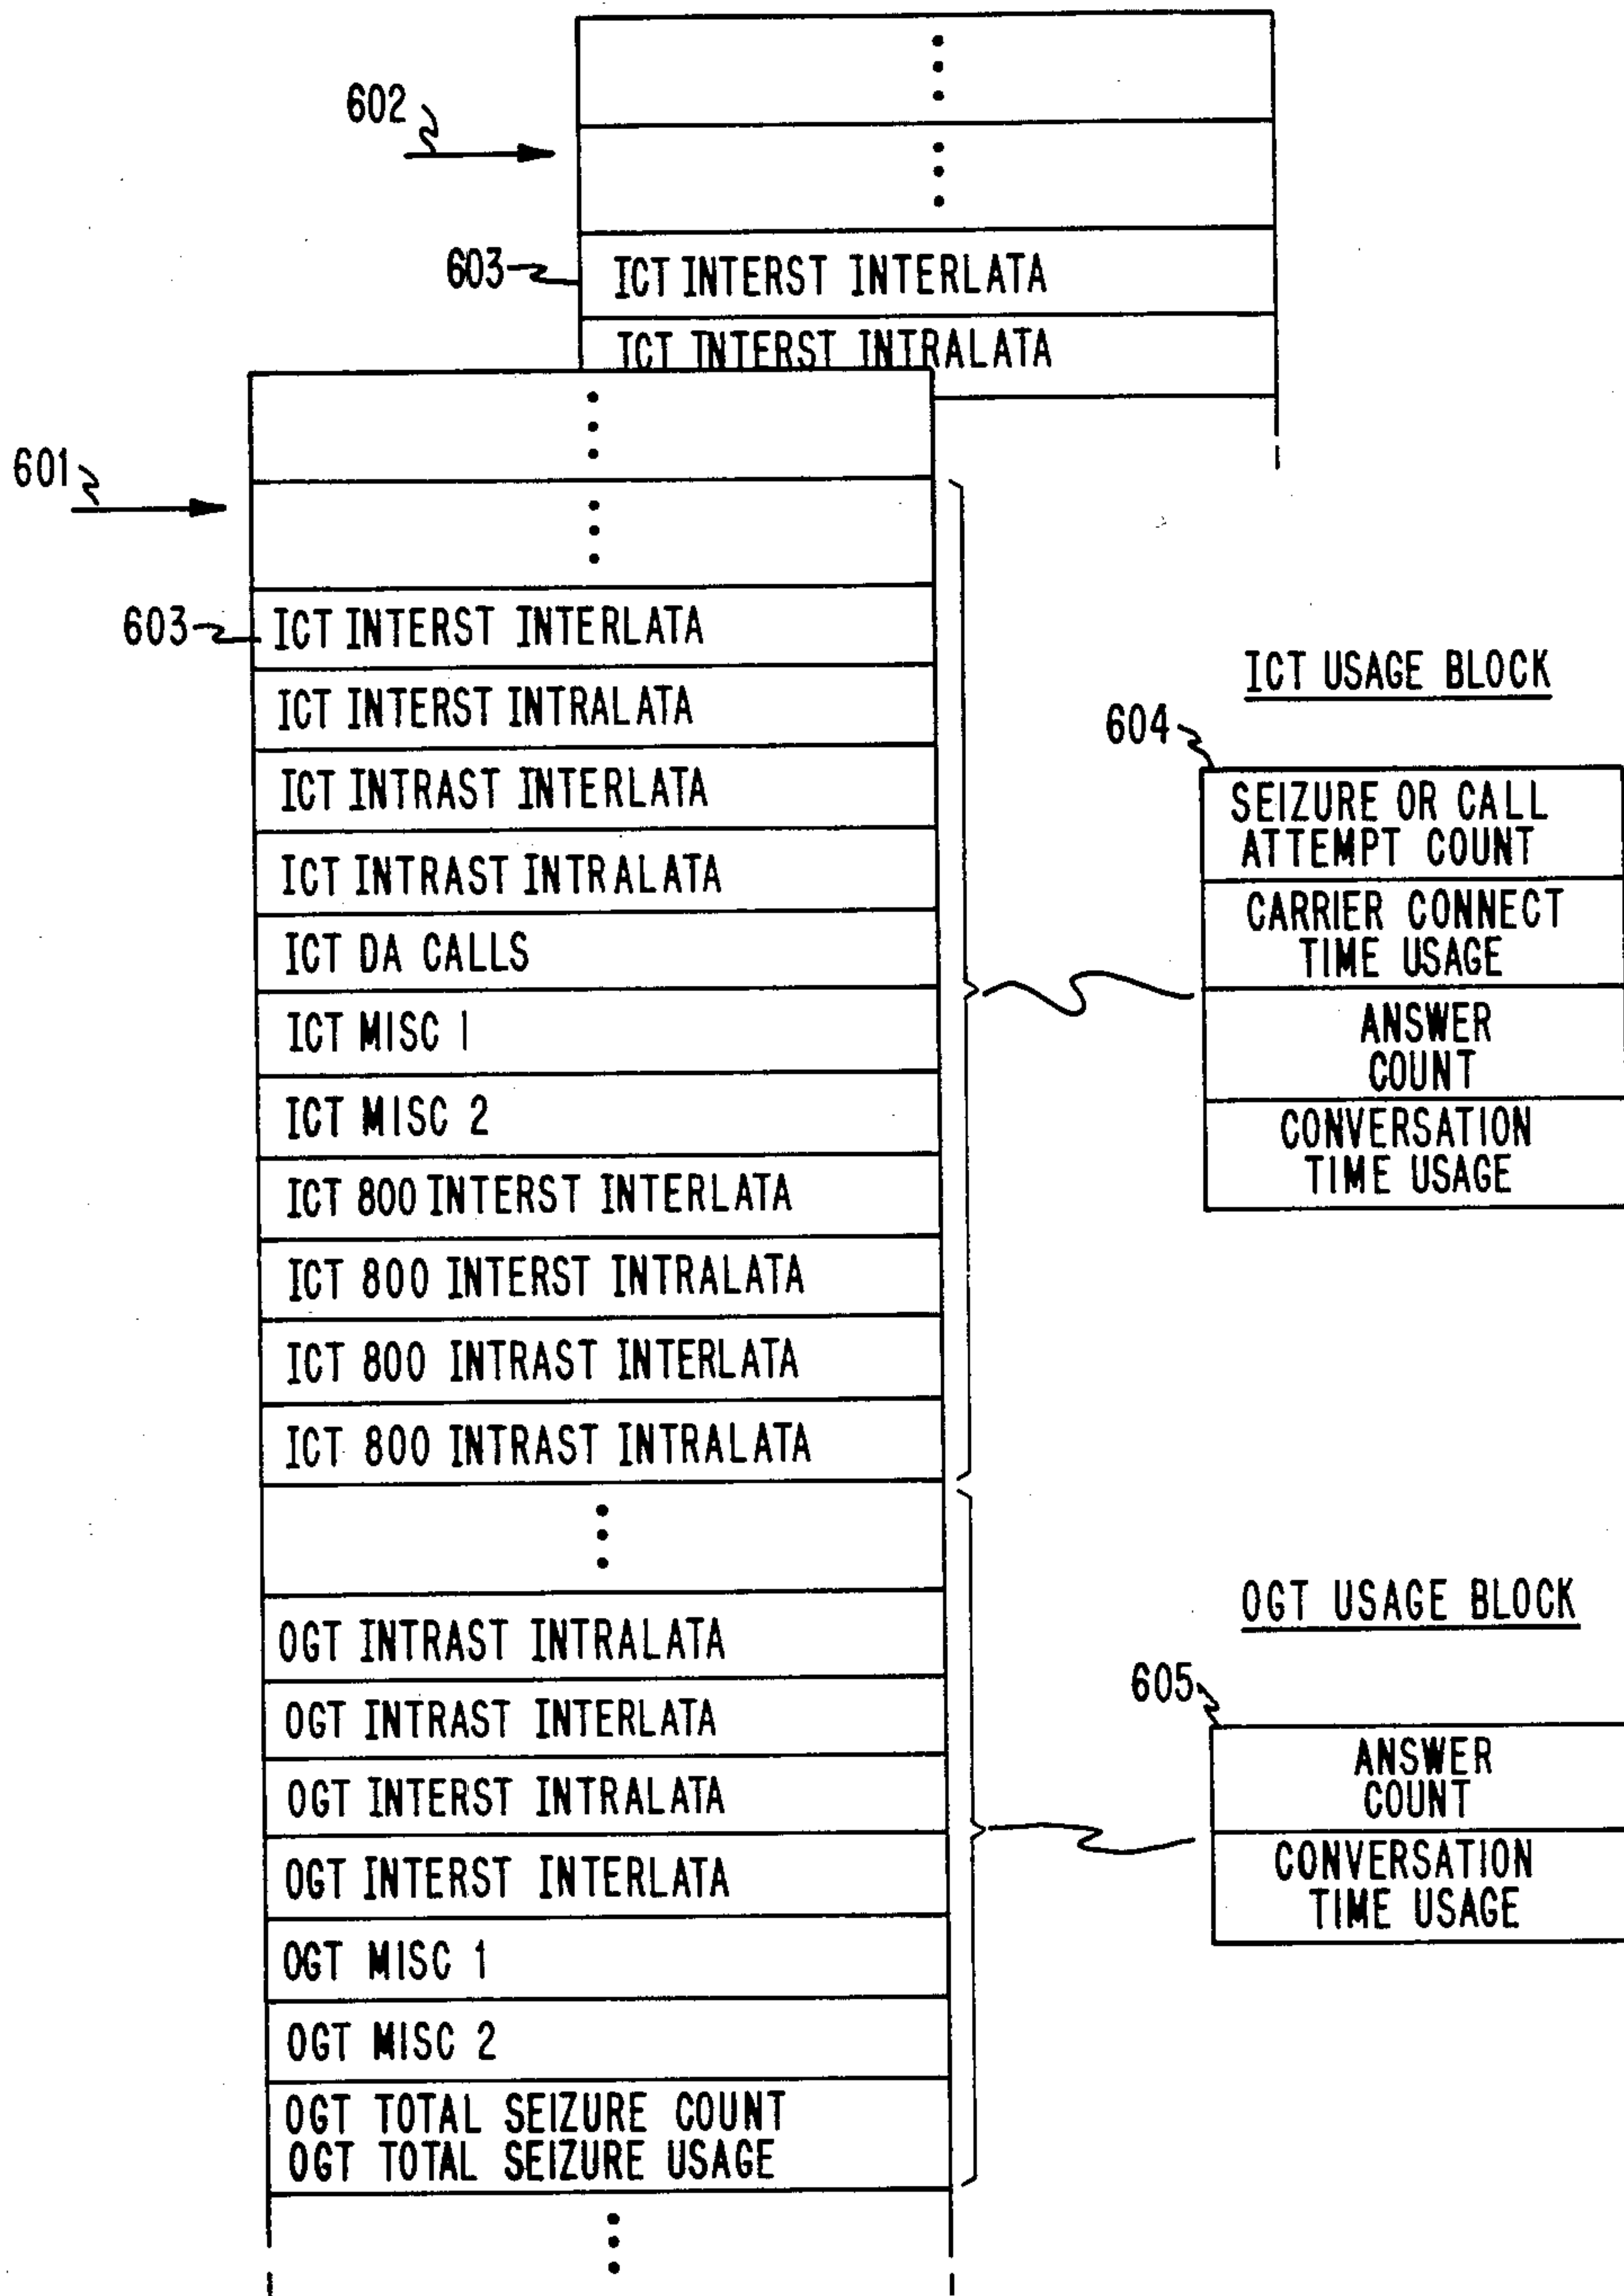 602
603
ICT INTERST INTERLATA
ICT INTERST INTRALATA
601
603
ICT INTERST INTERLATA
ICT INTERST INTRALATA
ICT INTRAST INTERLATA
ICT INTRAST INTRALATA
ICT DA CALLS
ICT MISC 1
ICT MISC 2
ICT 800 INTERST INTERLATA
ICT 800 INTERST INTRALATA
ICT 800 INTRAST INTERLATA
ICT 800 INTRAST INTRALATA
OGT INTRAST INTRALATA
OGT INTRAST INTERLATA
OGT INTERST INTRALATA
OGT INTERST INTERLATA
OGT MISC 1
OGT MISC 2
OGT TOTAL SEIZURE COUNT
OGT TOTAL SEIZURE USAGE
ICT USAGE BLOCK
604
SEIZURE OR CALL
ATTEMPT COUNT
CARRIER CONNECT
TIME USAGE
ANSWER
COUNT
CONVERSATION
TIME USAGE
OGT USAGE BLOCK
605
ANSWER
COUNT
CONVERSATION
TIME USAGE